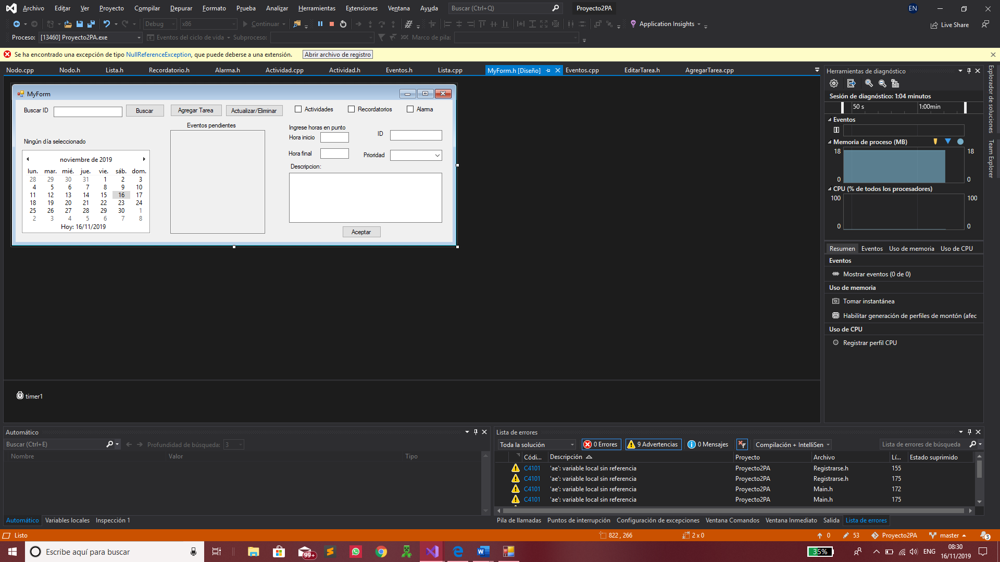 Archivo Editar Ver Proyecto Compilar Depurar Formato Prueba Analizar Herramientas Extensiones Ventana Ayuda Buscar (Ctrl+Q) Proyecto2PA EN
Debug x86 Continuar Application Insights Live Share
Proceso: [13460] Proyecto2PA.exe Eventos del ciclo de vida Subproceso: Marco de pila:
Se ha encontrado una excepción de tipo NullReferenceException, que puede deberse a una extensión. Abrir archivo de registro
Nodo.cpp Nodo.h Lista.h Recordatorio.h Alarma.h Actividad.cpp Actividad.h Eventos.h Lista.cpp MyForm.h [Diseño] Eventos.cpp EditarTarea.h AgregarTarea.cpp
MyForm
Buscar ID Buscar Agregar Tarea Actualizar/Eliminar Actividades Recordatorios Alarma
Eventos pendientes
Ingrese horas en punto
Hora inicio ID
Ningún día seleccionado
Hora final Prioridad
Descripcion:
noviembre de 2019
lun. mar. mié. jue. vie. sáb. dom.
28 29 30 31 1 2 3
4 5 6 7 8 9 10
11 12 13 14 15 16 17
18 19 20 21 22 23 24
25 26 27 28 29 30 1
2 3 4 5 6 7 8
Hoy: 16/11/2019
Aceptar
timer1
Herramientas de diagnóstico
Sesión de diagnóstico: 1:04 minutos
50 s 1:00min
Eventos
Memoria de proceso (MB)
18 18
0 0
CPU (% de todos los procesadores)
100 100
0 0
Resumen Eventos Uso de memoria Uso de CPU
Eventos
Mostrar eventos (0 de 0)
Uso de memoria
Tomar instantánea
Habilitar generación de perfiles de montón (afec
Uso de CPU
Registrar perfil CPU
Explorador de soluciones
Team Explorer
Automático
Buscar (Ctrl+E) Profundidad de búsqueda: 3
Nombre Valor Tipo
Automático Variables locales Inspección 1
Lista de errores
Toda la solución 0 Errores 9 Advertencias 0 Mensajes Compilación + IntelliSen Lista de errores de búsqueda
Códi... Descripción Proyecto Archivo Lí... Estado suprimido
C4101 'ae': variable local sin referencia Proyecto2PA Registrarse.h 155
C4101 'ae': variable local sin referencia Proyecto2PA Registrarse.h 175
C4101 'ae': variable local sin referencia Proyecto2PA Main.h 172
C4101 'ae': variable local sin referencia Proyecto2PA Main.h 175
Pila de llamadas Puntos de interrupción Configuración de excepciones Ventana Comandos Ventana Inmediato Salida Lista de errores
Listo 822 , 266 2 x 0 0 53 Proyecto2PA master 3
Escribe aquí para buscar 99+ 35% ENG
08:30
16/11/2019